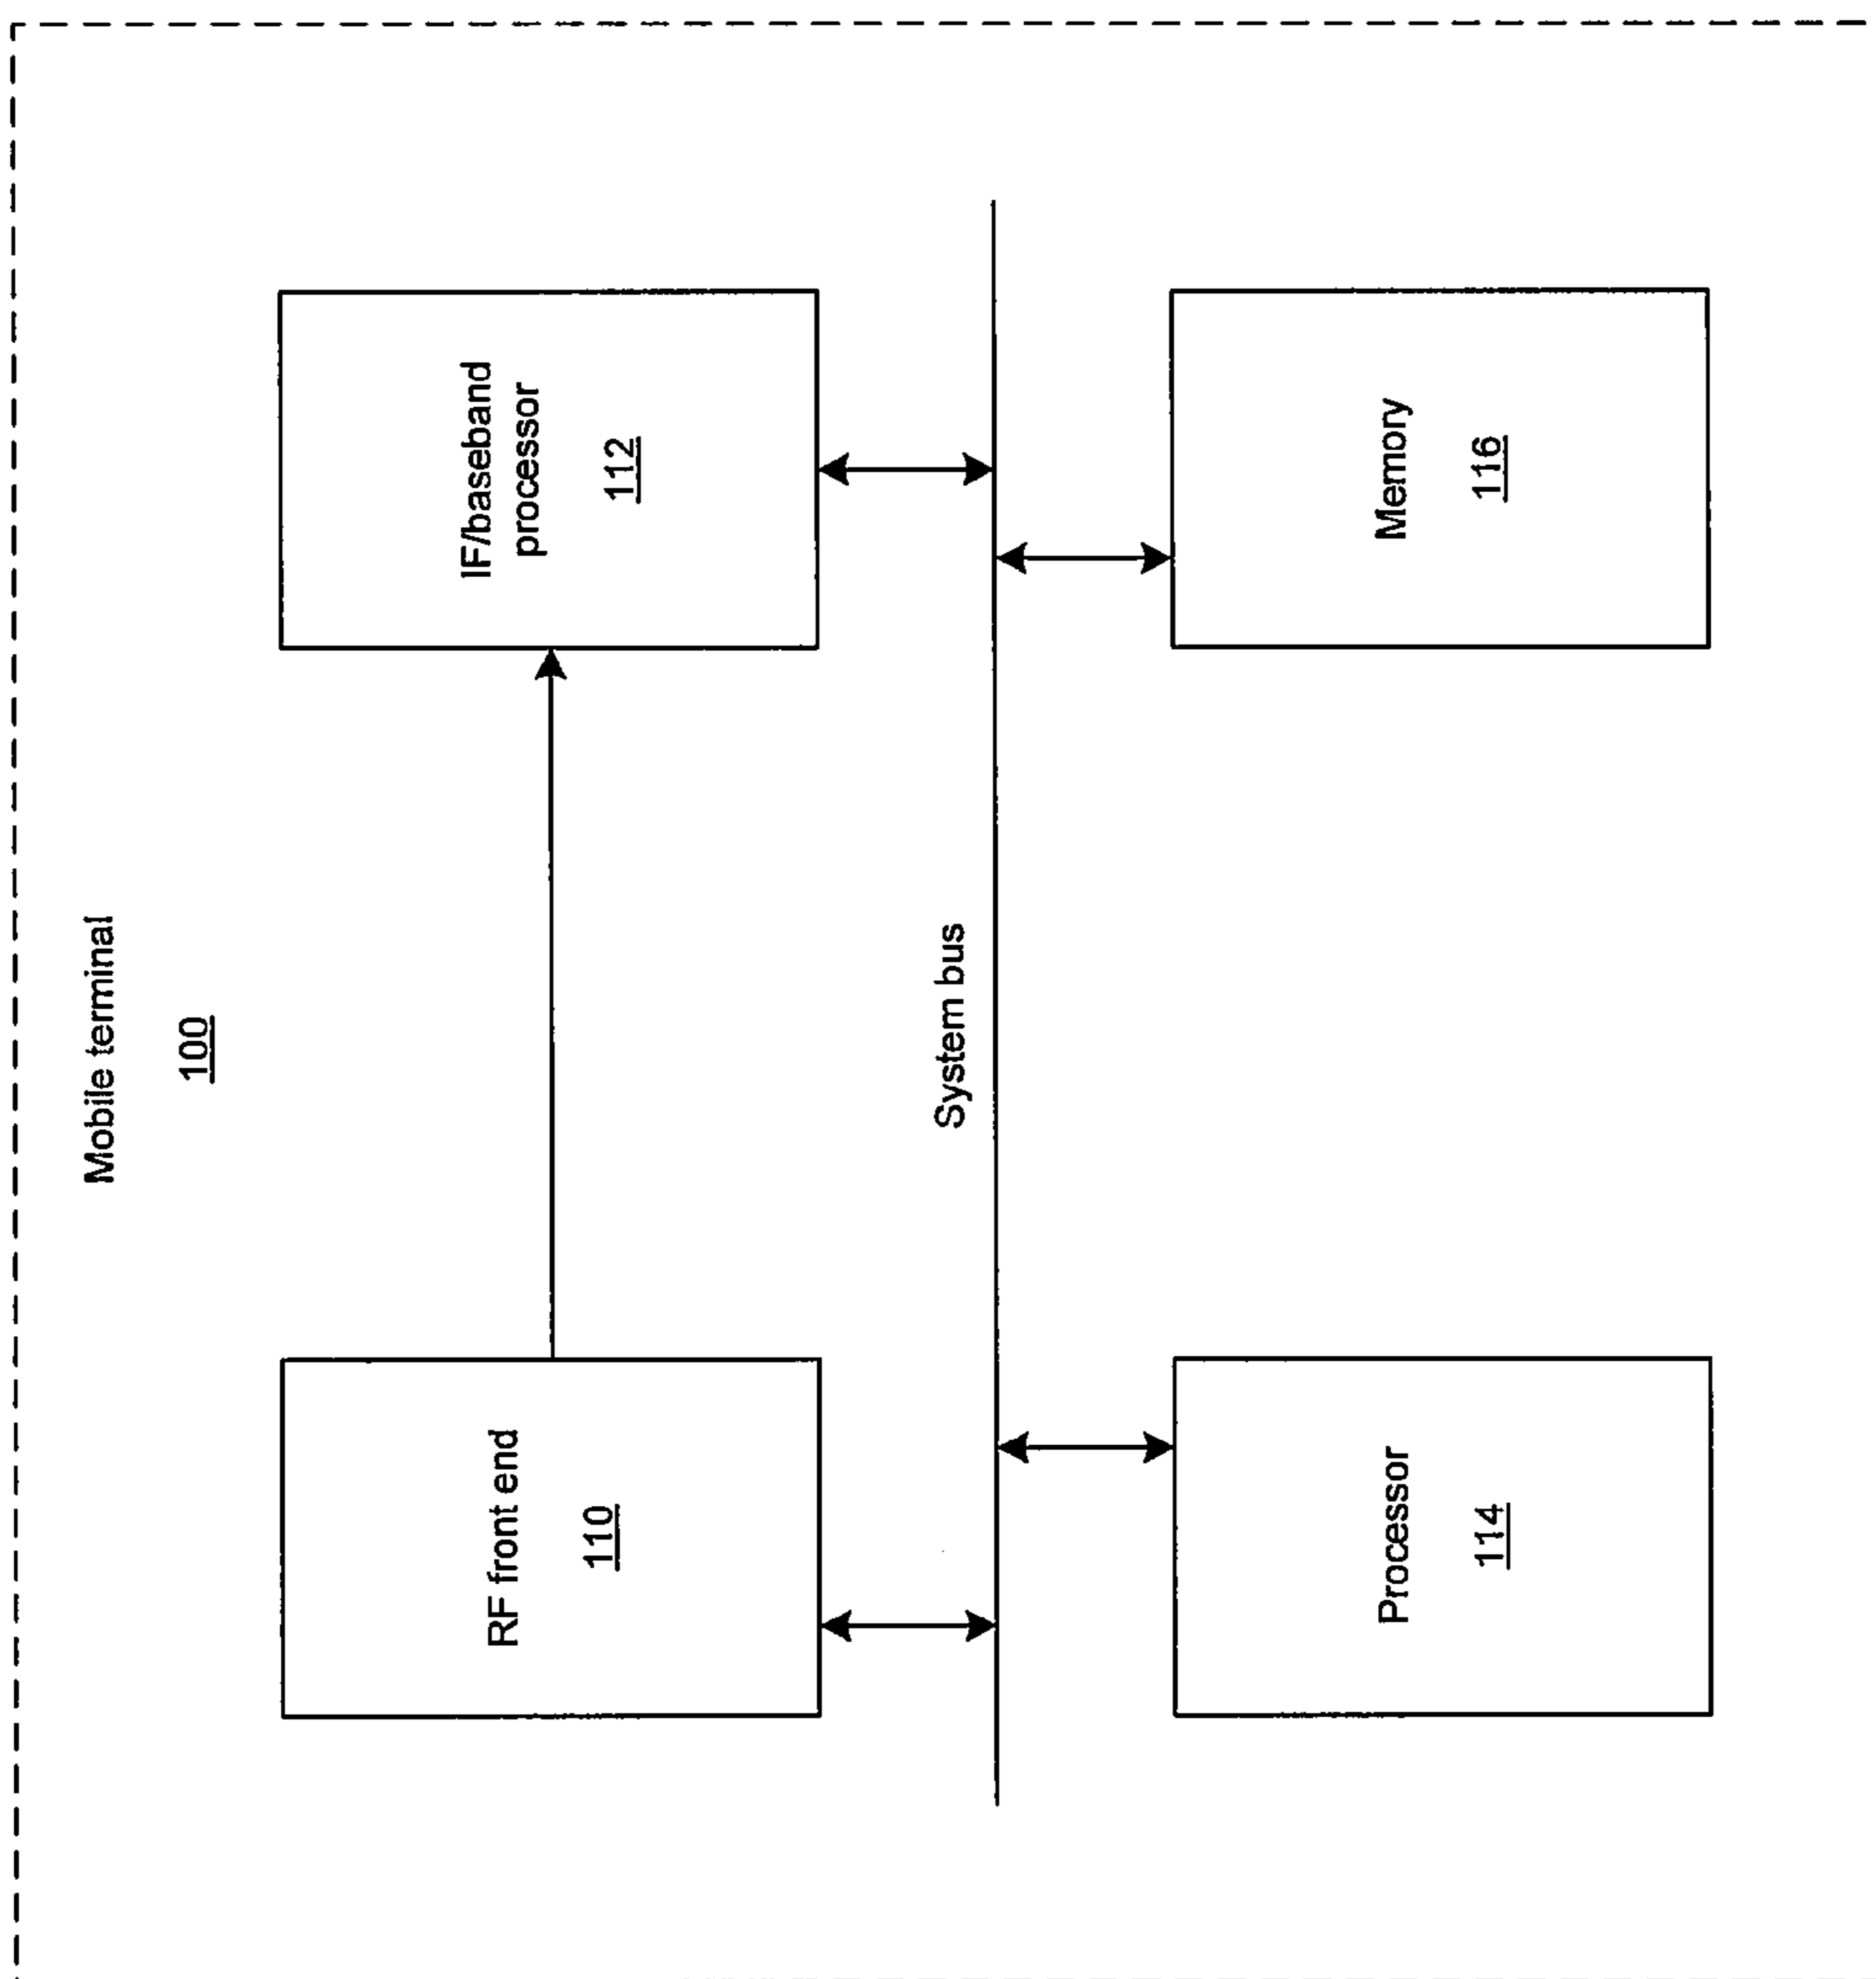 Mobile terminal
100
RF front end
110
IF/baseband
processor
112
System bus
Processor
114
Memory
116